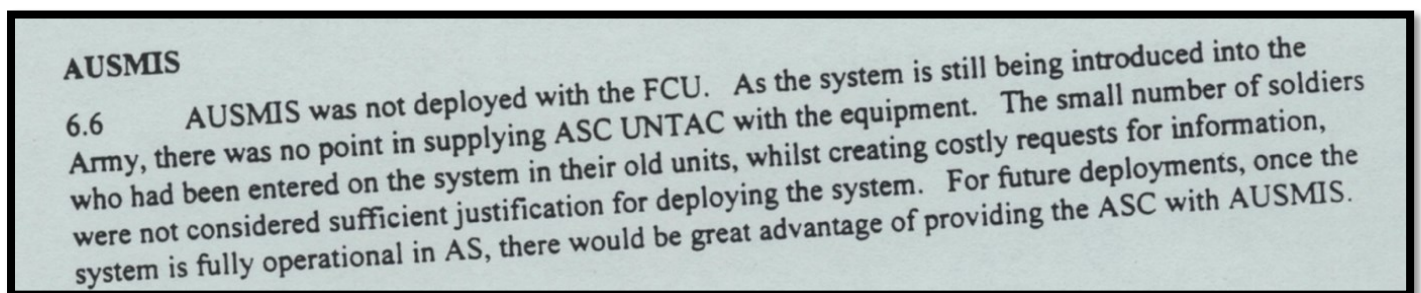 AUSMIS
6.6 AUSMIS was not deployed with the FCU. As the system is still being introduced into the
Army, there was no point in supplying ASC UNTAC with the equipment. The small number of soldiers
who had been entered on the system in their old units, whilst creating costly requests for information,
were not considered sufficient justification for deploying the system. For future deployments, once the
system is fully operational in AS, there would be great advantage of providing the ASC with AUSMIS.